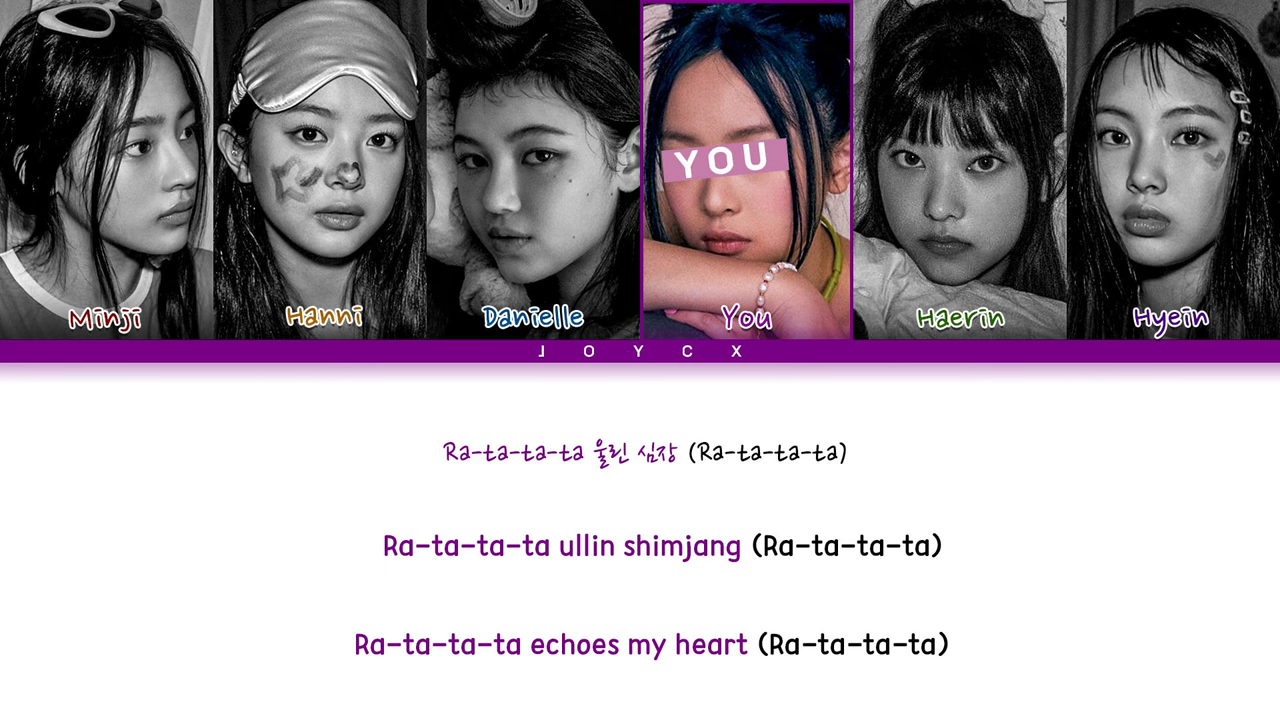 YOU
Minji Hanni Danielle You Haerin Hyein
JOYCX
Ra-ta-ta-ta 울린 심장 (Ra-ta-ta-ta)
Ra-ta-ta-ta ullin shimjang (Ra-ta-ta-ta)
Ra-ta-ta-ta echoes my heart (Ra-ta-ta-ta)